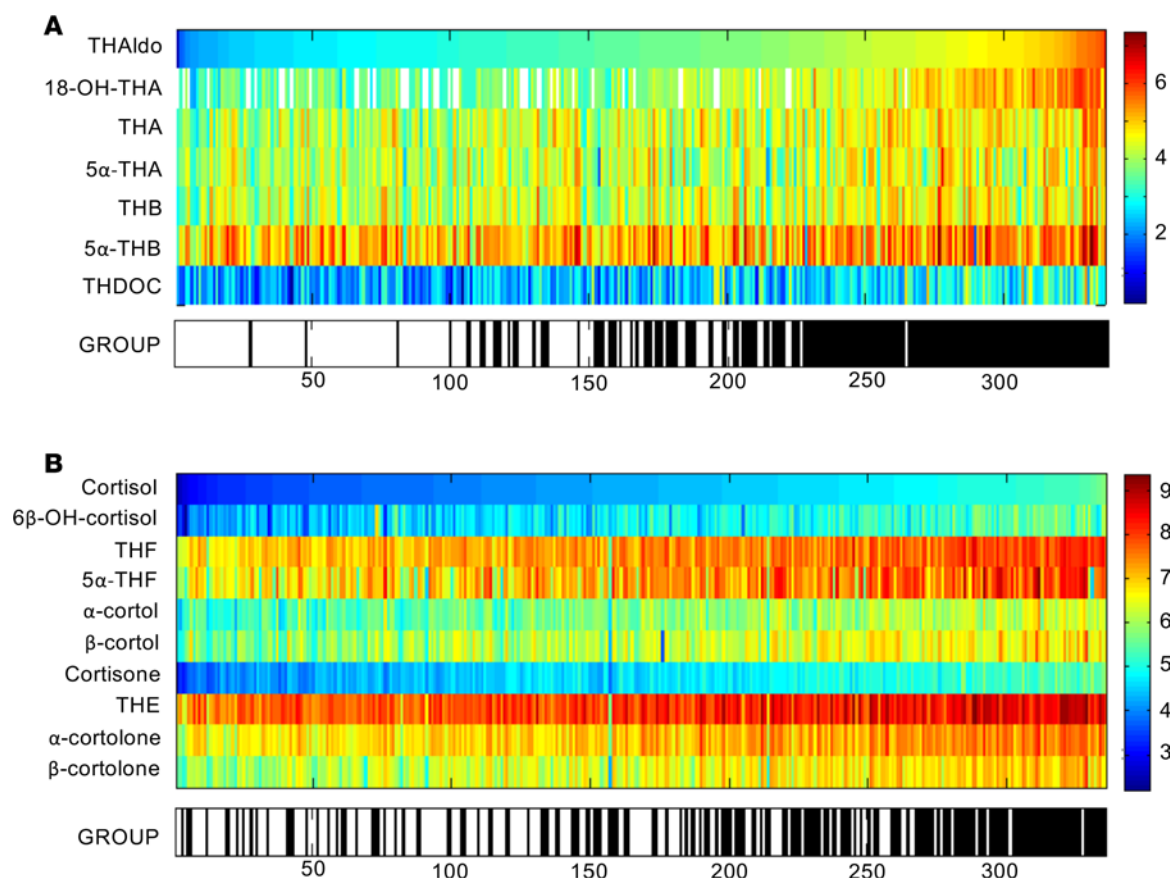 A
THAldo
18-OH-THA
THA
5α-THA
THB
5α-THB
THDOC
6
4
2
GROUP
50 100 150 200 250 300
B
Cortisol
6β-OH-cortisol
THF
5α-THF
α-cortol
β-cortol
Cortisone
THE
α-cortolone
β-cortolone
9
8
7
6
5
4
3
GROUP
50 100 150 200 250 300